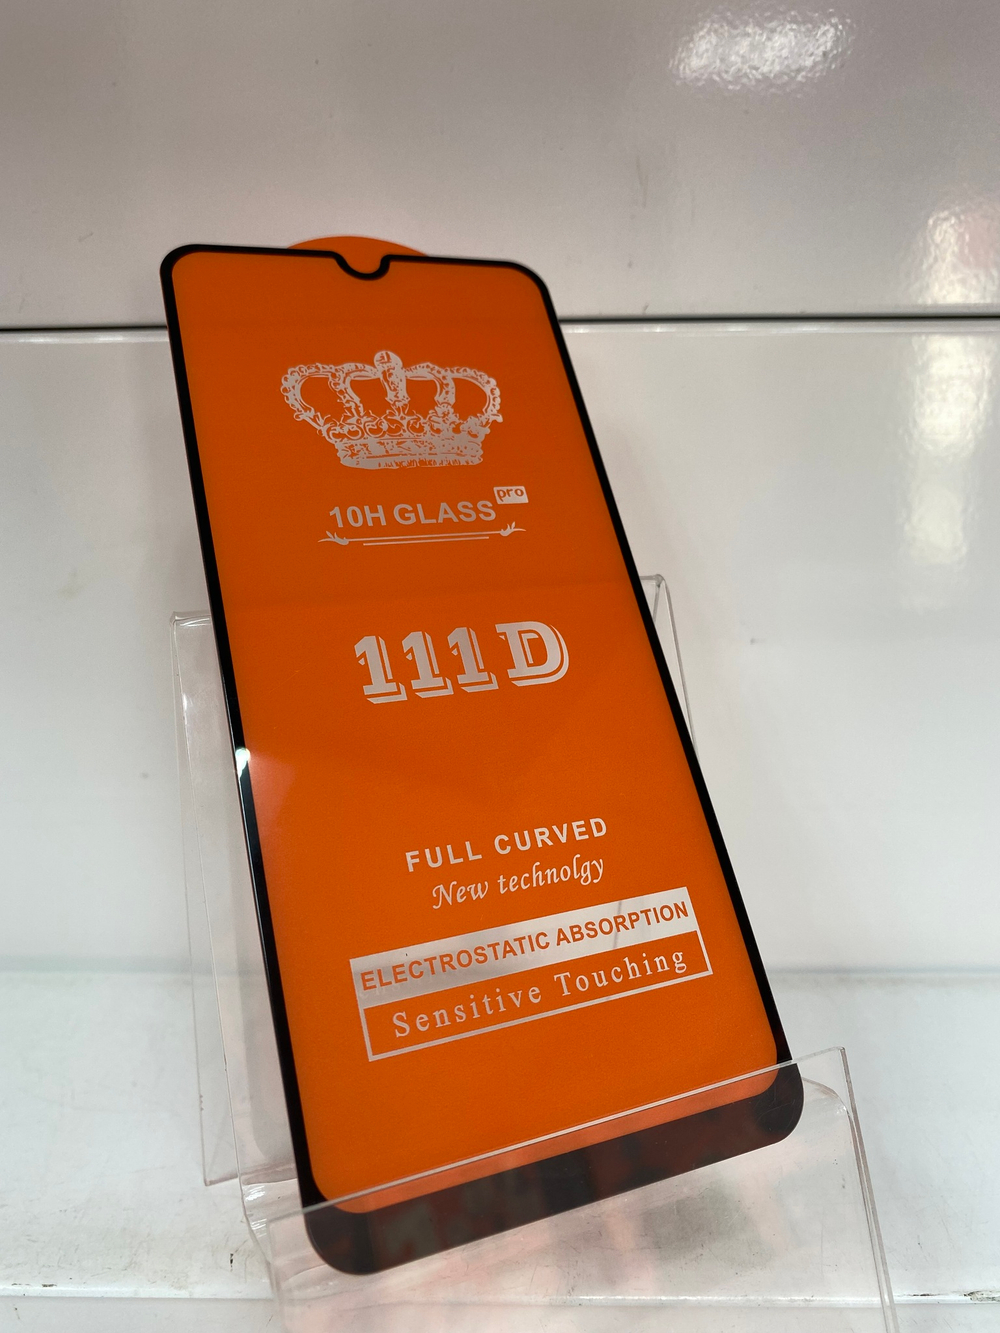 10H GLASS pro
111D
FULL CURVED
New technolgy
ELECTROSTATIC ABSORPTION
Sensitive Touching